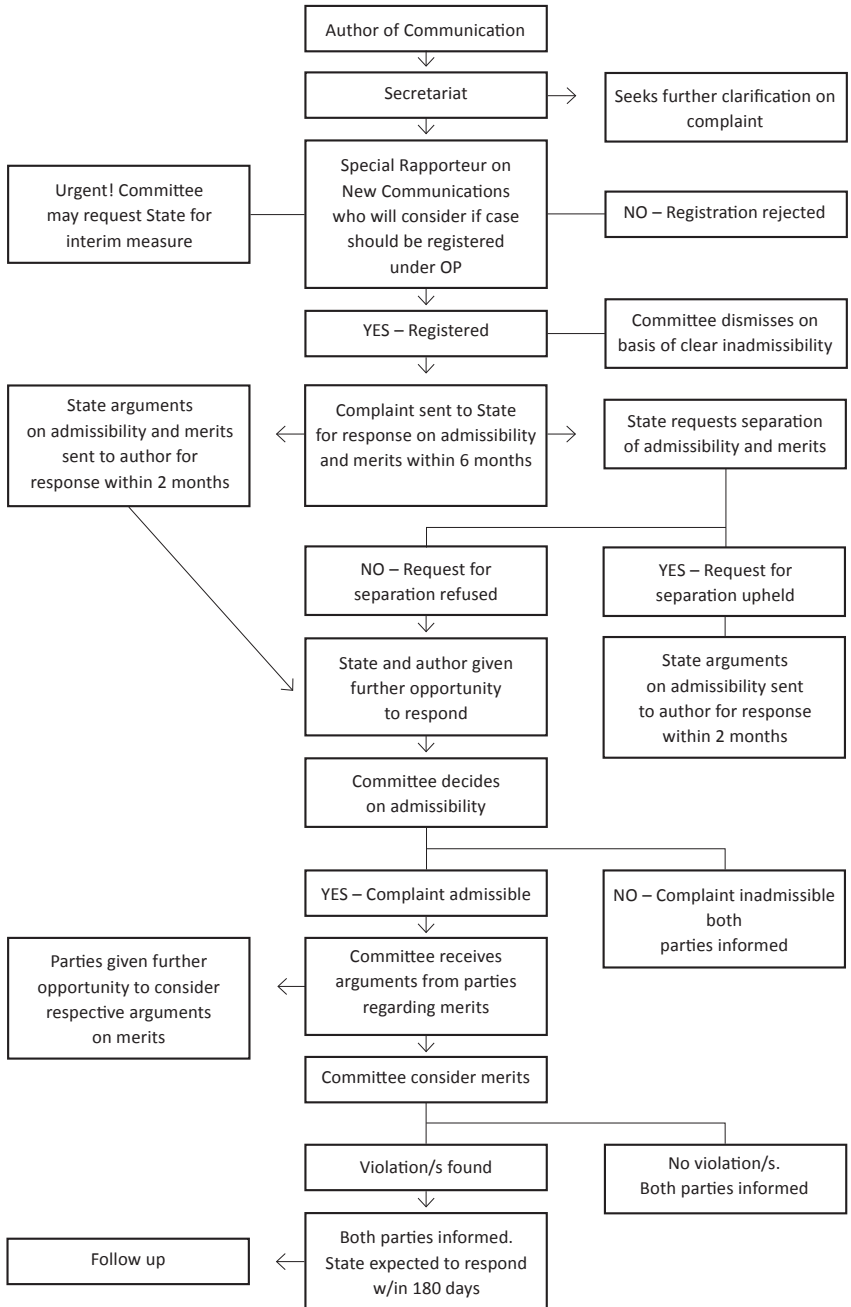 Author of Communication
Secretariat
Seeks further clarification on
complaint
Urgent! Committee
may request State for
interim measure
Special Rapporteur on
New Communications
who will consider if case
should be registered
under OP
NO – Registration rejected
YES – Registered
Committee dismisses on
basis of clear inadmissibility
State arguments
on admissibility and merits
sent to author for
response within 2 months
Complaint sent to State
for response on admissibility
and merits within 6 months
State requests separation
of admissibility and merits
NO – Request for
separation refused
YES – Request for
separation upheld
State and author given
further opportunity
to respond
State arguments
on admissibility sent
to author for response
within 2 months
Committee decides
on admissibility
YES – Complaint admissible
NO – Complaint inadmissible
both
parties informed
Parties given further
opportunity to consider
respective arguments
on merits
Committee receives
arguments from parties
regarding merits
Committee consider merits
Violation/s found
No violation/s.
Both parties informed
Follow up
Both parties informed.
State expected to respond
w/in 180 days